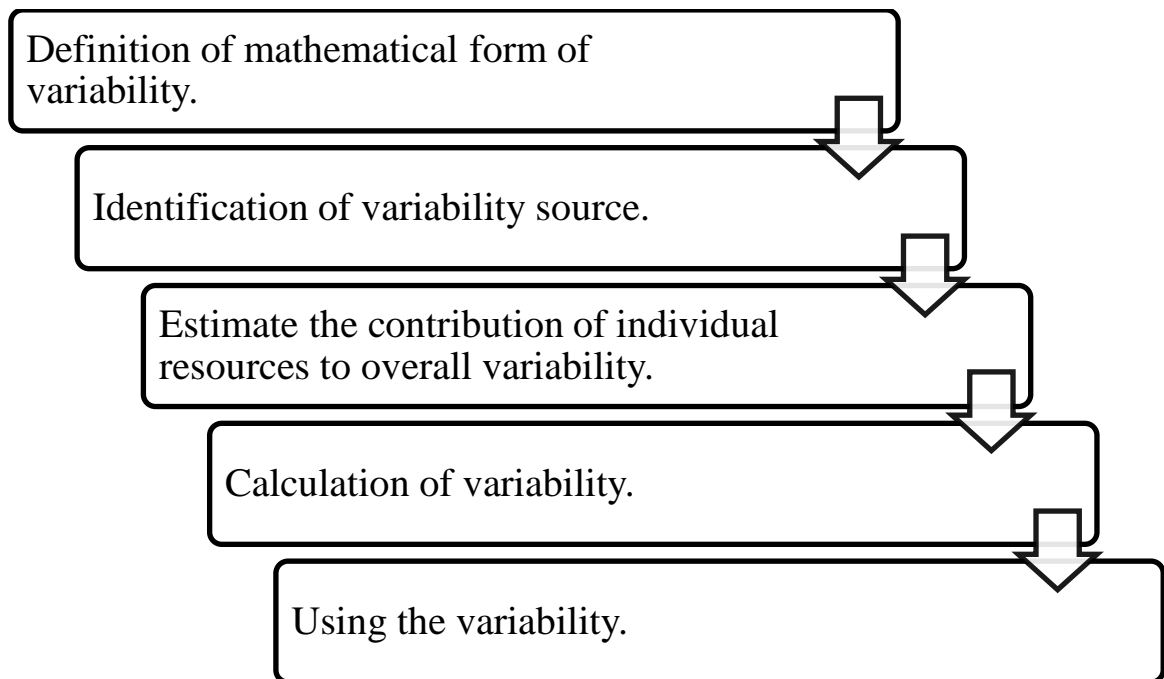 Definition of mathematical form of
variability.
Identification of variability source.
Estimate the contribution of individual
resources to overall variability.
Calculation of variability.
Using the variability.